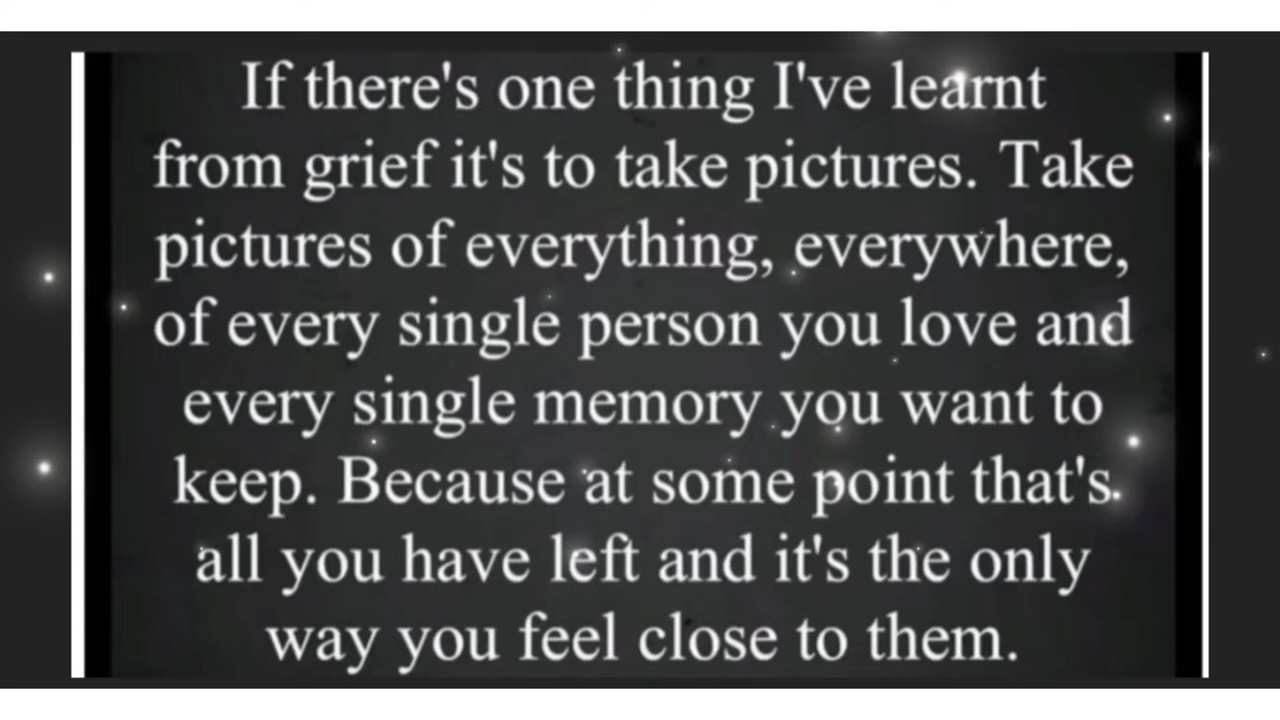 If there's one thing I've learnt
from grief it's to take pictures. Take
pictures of everything, everywhere,
of every single person you love and
every single memory you want to
keep. Because at some point that's
all you have left and it's the only
way you feel close to them.